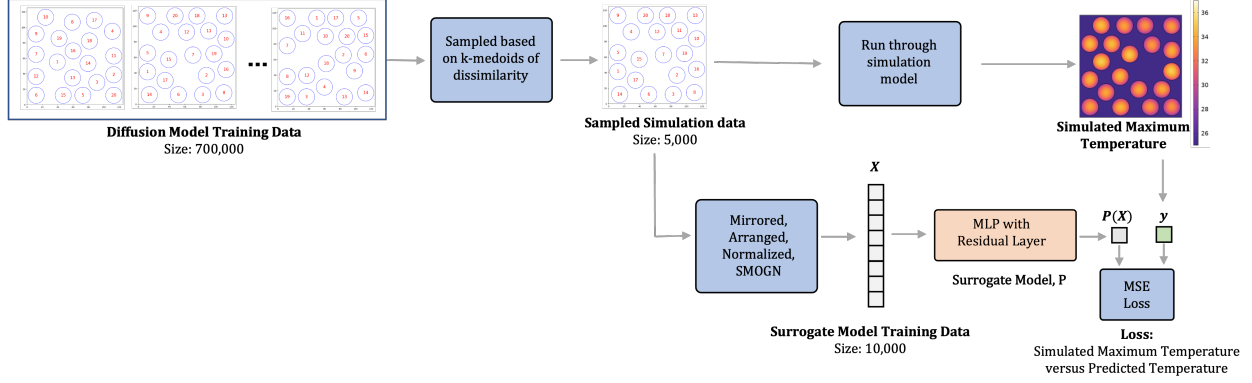 Sampled based
on k-medoids of
dissimilarity
Run through
simulation
model
36
34
32
30
28
26
Diffusion Model Training Data
Size: 700,000
Sampled Simulation data
Size: 5,000
Simulated Maximum
Temperature
X
Mirrored,
Arranged,
Normalized,
SMOGN
MLP with
Residual Layer
Surrogate Model, P
P(X)
y
MSE
Loss
Surrogate Model Training Data
Size: 10,000
Loss:
Simulated Maximum Temperature
versus Predicted Temperature